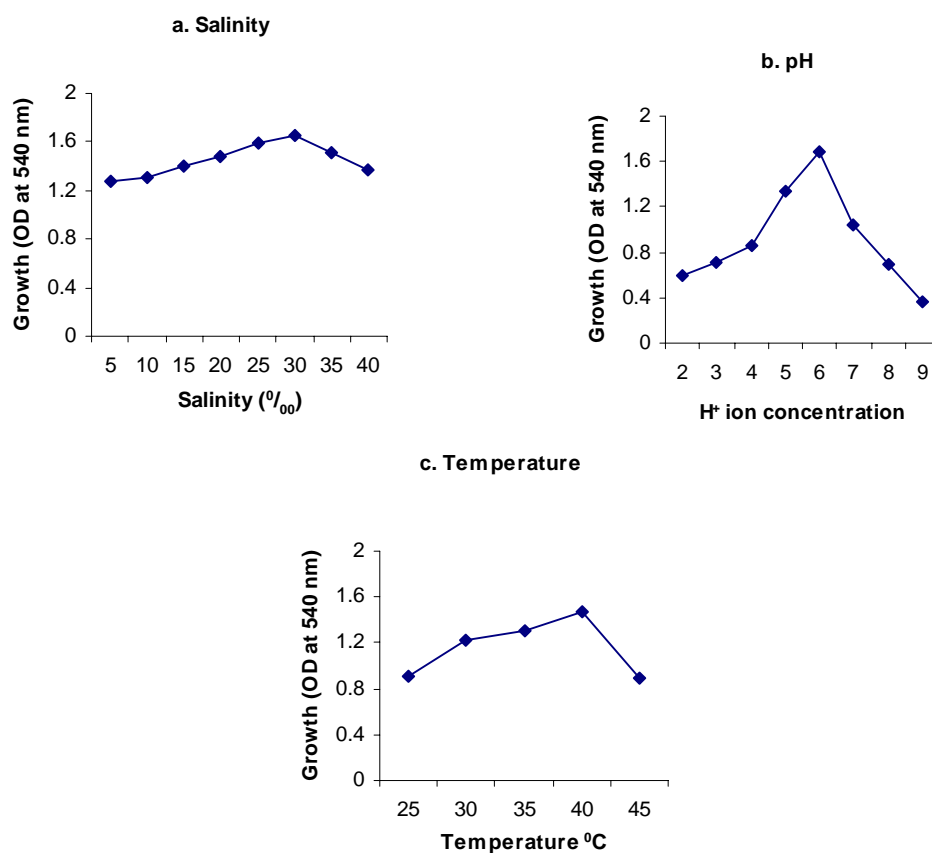 a. Salinity
2
1.6
1.2
0.8
0.4
0
Growth (OD at 540 nm)
5 10 15 20 25 30 35 40
Salinity (⁰/₀₀)
b. pH
2
1.6
1.2
0.8
0.4
0
Growth (OD at 540 nm)
2 3 4 5 6 7 8 9
H⁺ ion concentration
c. Temperature
2
1.6
1.2
0.8
0.4
0
Growth (OD at 540 nm)
25 30 35 40 45
Temperature ⁰C